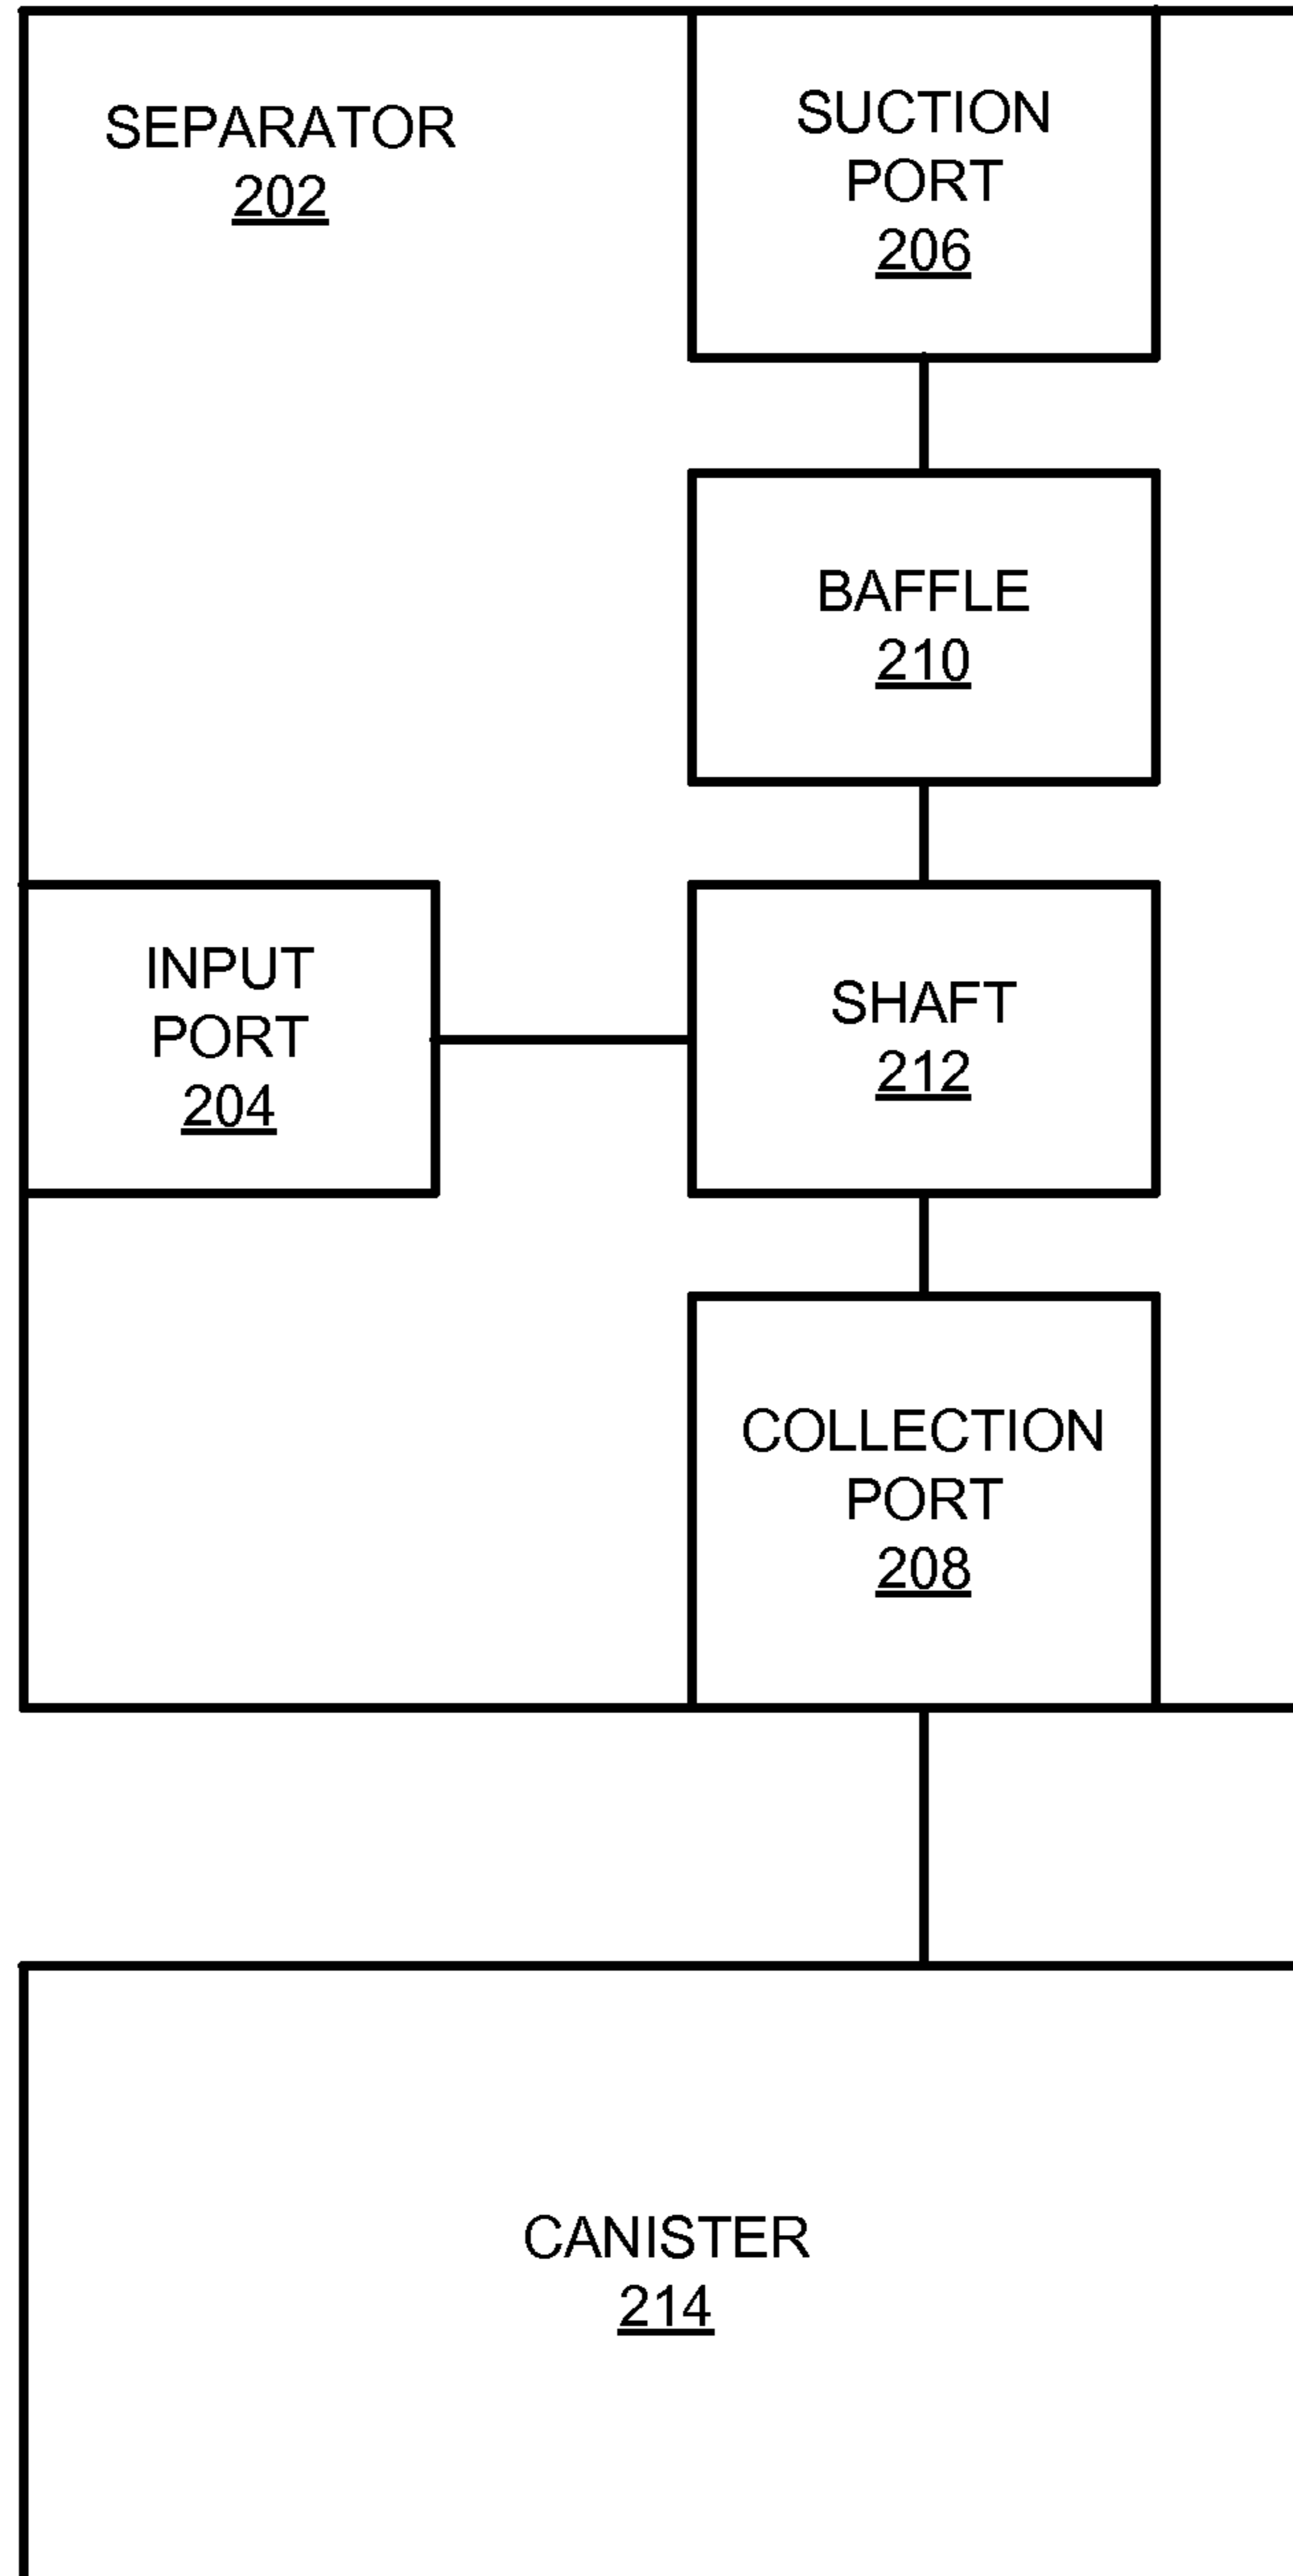 SEPARATOR
202
SUCTION
PORT
206
BAFFLE
210
INPUT
PORT
204
SHAFT
212
COLLECTION
PORT
208
CANISTER
214